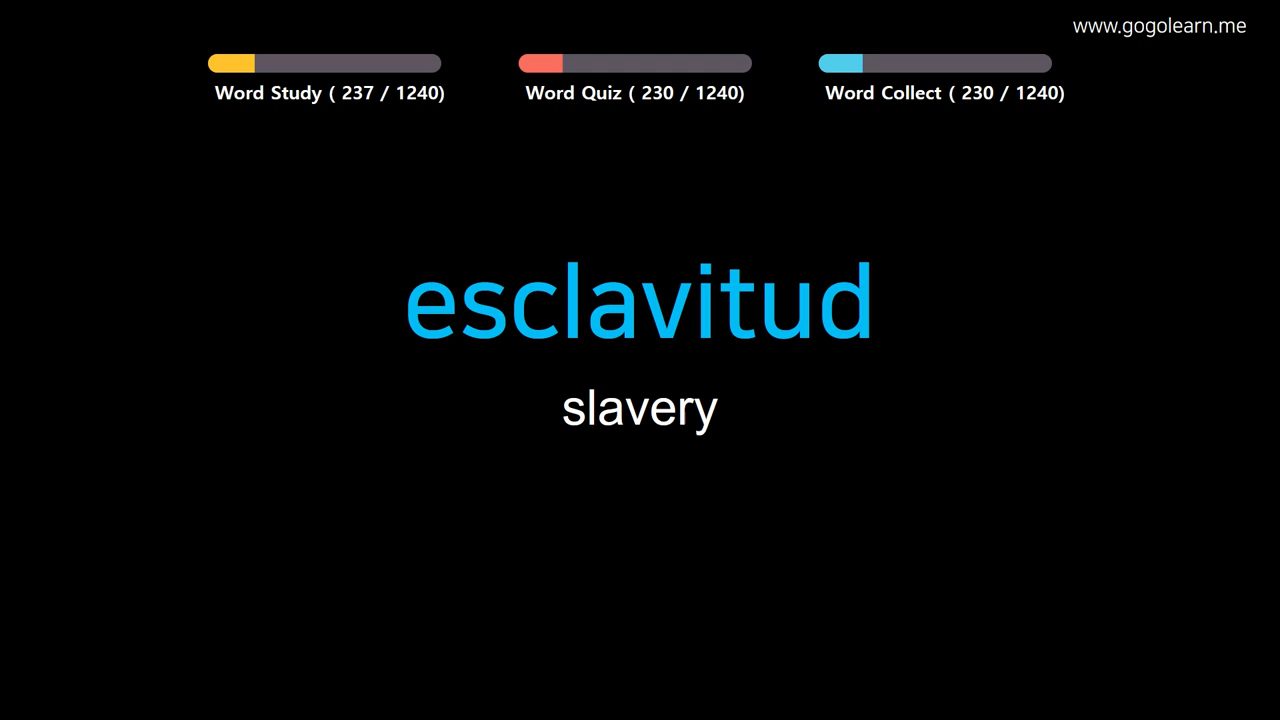 www.gogolearn.me
Word Study ( 237 / 1240)
Word Quiz ( 230 / 1240)
Word Collect ( 230 / 1240)
esclavitud
slavery